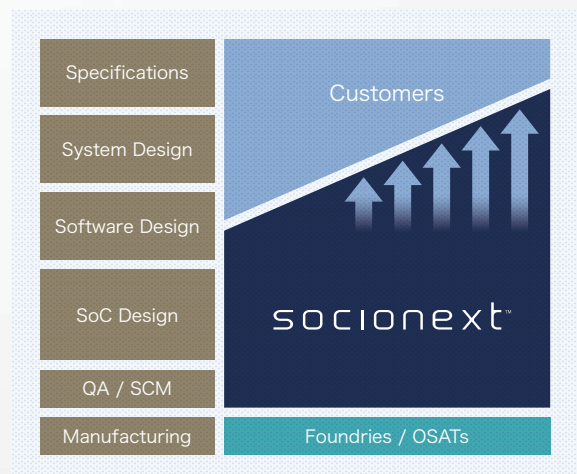 Specifications
Customers
System Design
Software Design
SoC Design
socionext™
QA / SCM
Manufacturing
Foundries / OSATs